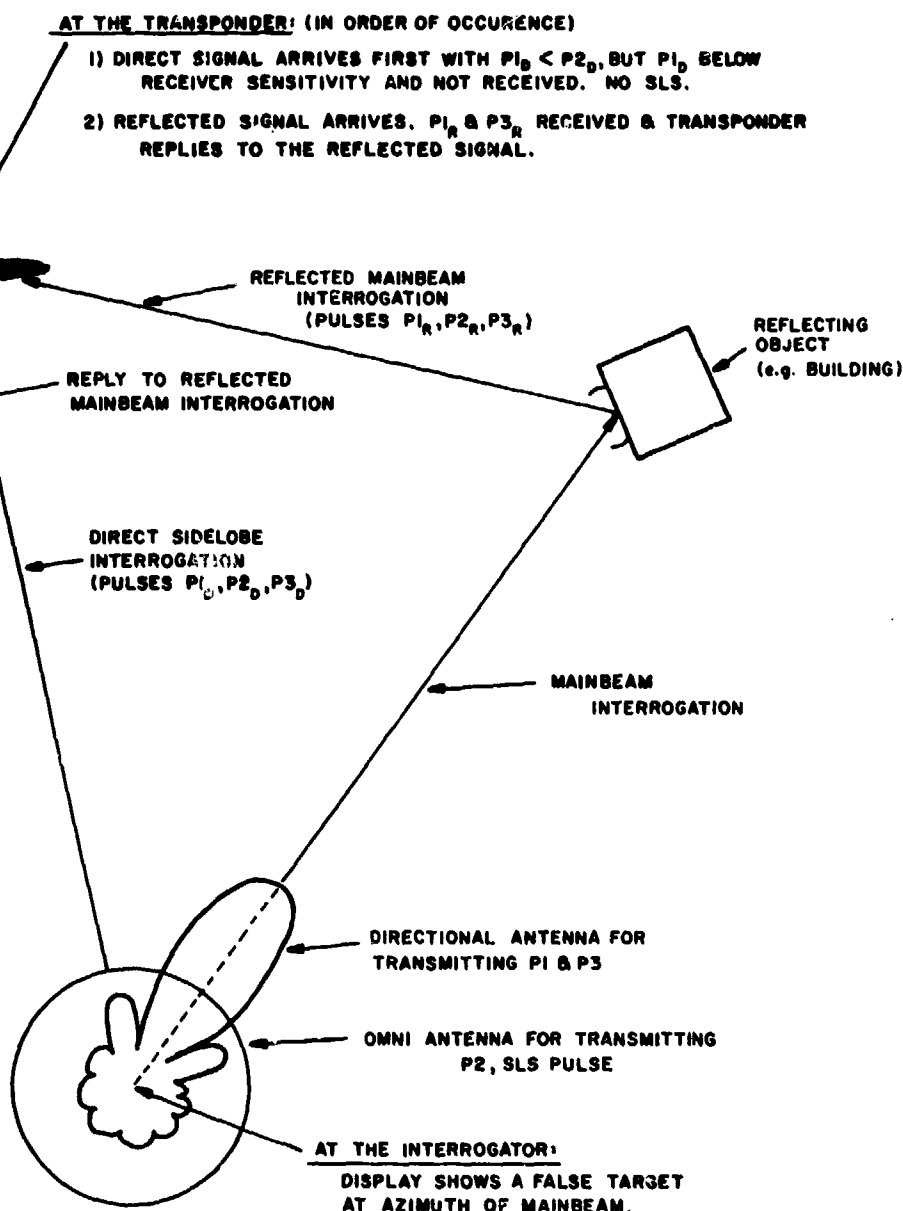 AT THE TRANSPONDER: (IN ORDER OF OCCURENCE)
1) DIRECT SIGNAL ARRIVES FIRST WITH P1D < P2D, BUT P1D BELOW
RECEIVER SENSITIVITY AND NOT RECEIVED. NO SLS.
2) REFLECTED SIGNAL ARRIVES. P1R & P3R RECEIVED & TRANSPONDER
REPLIES TO THE REFLECTED SIGNAL.
REFLECTED MAINBEAM
INTERROGATION
(PULSES P1R, P2R, P3R)
REFLECTING
OBJECT
(e.g. BUILDING)
REPLY TO REFLECTED
MAINBEAM INTERROGATION
DIRECT SIDELOBE
INTERROGATION
(PULSES P1D, P2D, P3D)
MAINBEAM
INTERROGATION
DIRECTIONAL ANTENNA FOR
TRANSMITTING P1 & P3
OMNI ANTENNA FOR TRANSMITTING
P2, SLS PULSE
AT THE INTERROGATOR:
DISPLAY SHOWS A FALSE TARGET
AT AZIMUTH OF MAINBEAM.